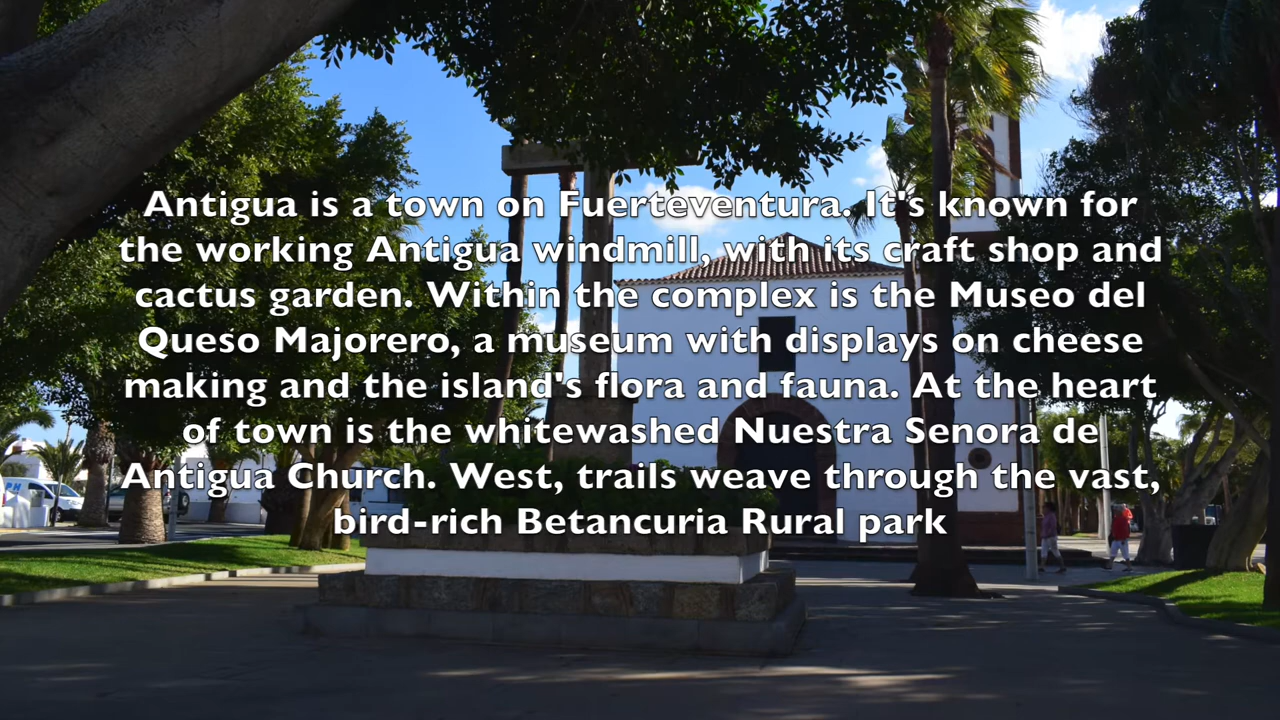 Antigua is a town on Fuerteventura. It's known for
the working Antigua windmill, with its craft shop and
cactus garden. Within the complex is the Museo del
Queso Majorero, a museum with displays on cheese
making and the island's flora and fauna. At the heart
of town is the whitewashed Nuestra Senora de
Antigua Church. West, trails weave through the vast,
bird-rich Betancuria Rural park